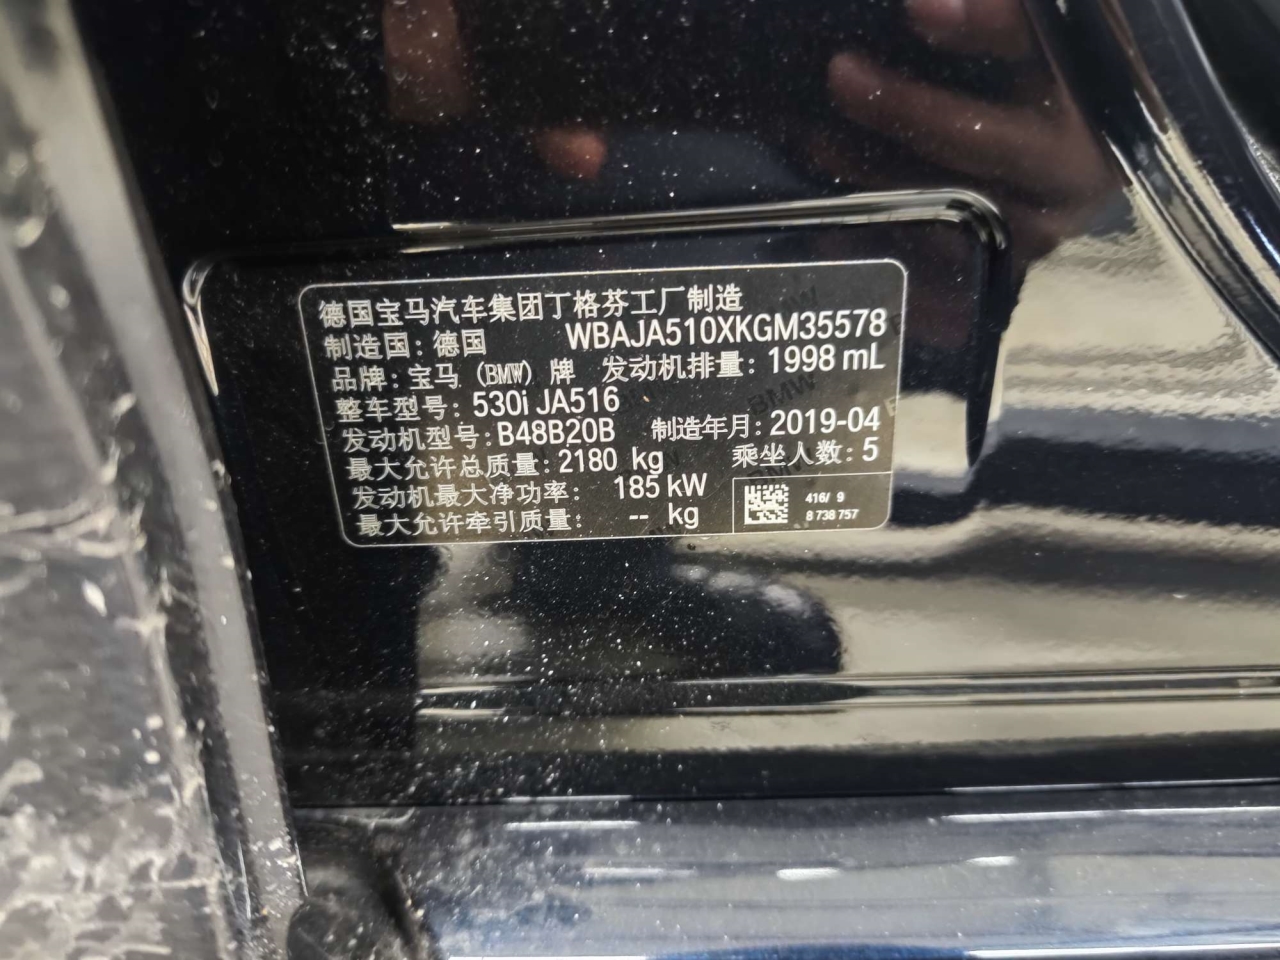 德国宝马汽车集团丁格芬工厂制造
制造国：德国 WBAJA510XKGM35578
品牌：宝马 (BMW) 牌 发动机排量：1998 mL
整车型号：530i JA516
发动机型号：B48B20B 制造年月：2019-04
最大允许总质量：2180 kg 乘坐人数：5
发动机最大净功率： 185 kW
最大允许牵引质量： -- kg
416/ 9
8 738 757
BMW
BMW
BMW